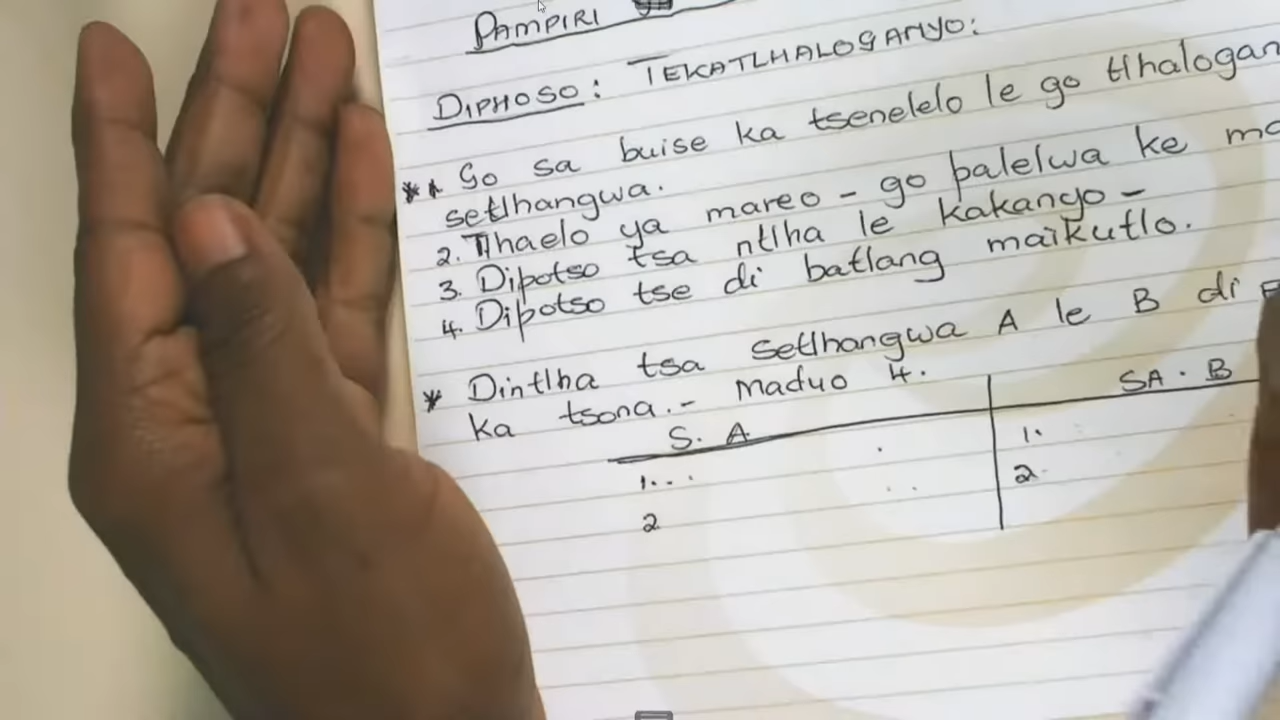 PAMPIRI
DIPHOSO: TEKATLHALOGANYO:
** Go sa buise ka tsenelelo le go tlhalogan
setlhangwa.
2. Tlhaelo ya mareo - go palelwa ke ma
3. Dipotso tsa ntlha le kakanyo -
4. Dipotso tse di batlang maikutlo.
* Dintlha tsa setlhangwa A le B di
ka tsona. - maduo 4.
S. A
SA. B
1...
1.
2
2